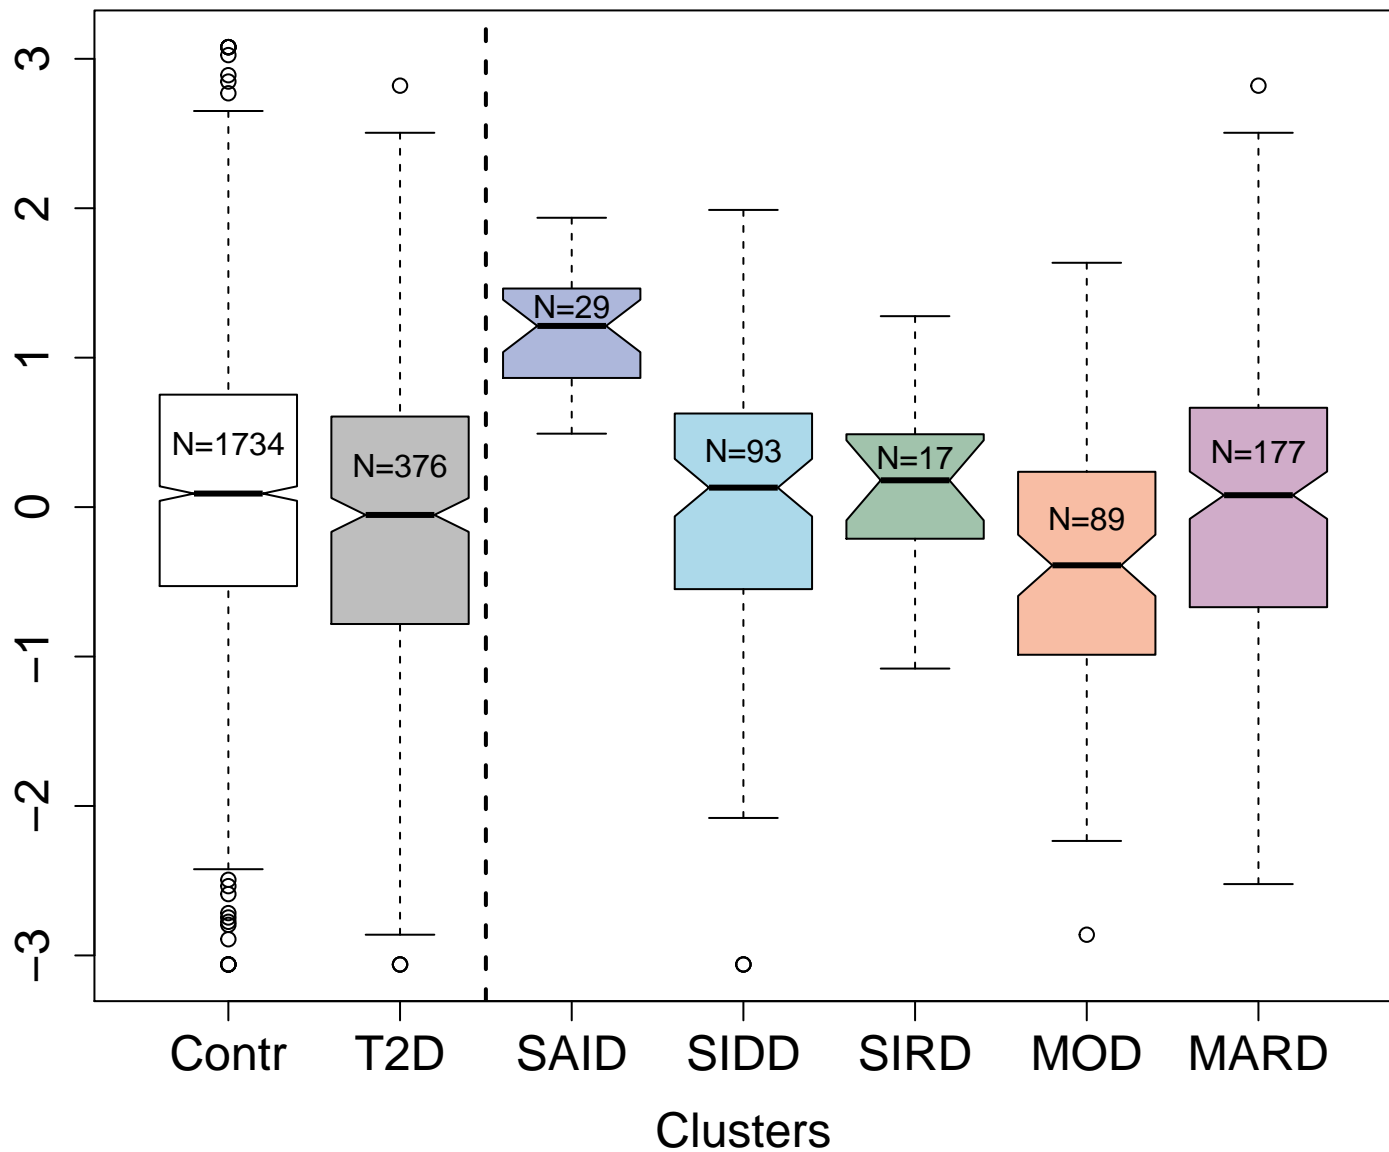 3
2
1
0
−1
−2
−3
N=1734
N=376
N=29
N=93
N=17
N=89
N=177
Contr T2D SAID SIDD SIRD MOD MARD
Clusters